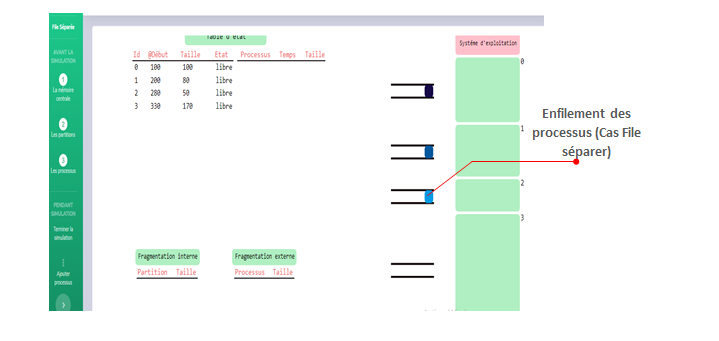 File Séparée
AVANT LA
SIMULATION
1
La mémoire
centrale
2
Les partitions
3
Les processus
PENDANT
SIMULATION
Terminer la
simulation
Ajouter
processus
Table d'état
Id @Début Taille Etat Processus Temps Taille
0 100 100 libre
1 200 80 libre
2 280 50 libre
3 330 170 libre
Fragmentation interne
Partition Taille
Fragmentation externe
Processus Taille
Système d'exploitation
0
1
2
3
Enfilement des
processus (Cas File
séparer)